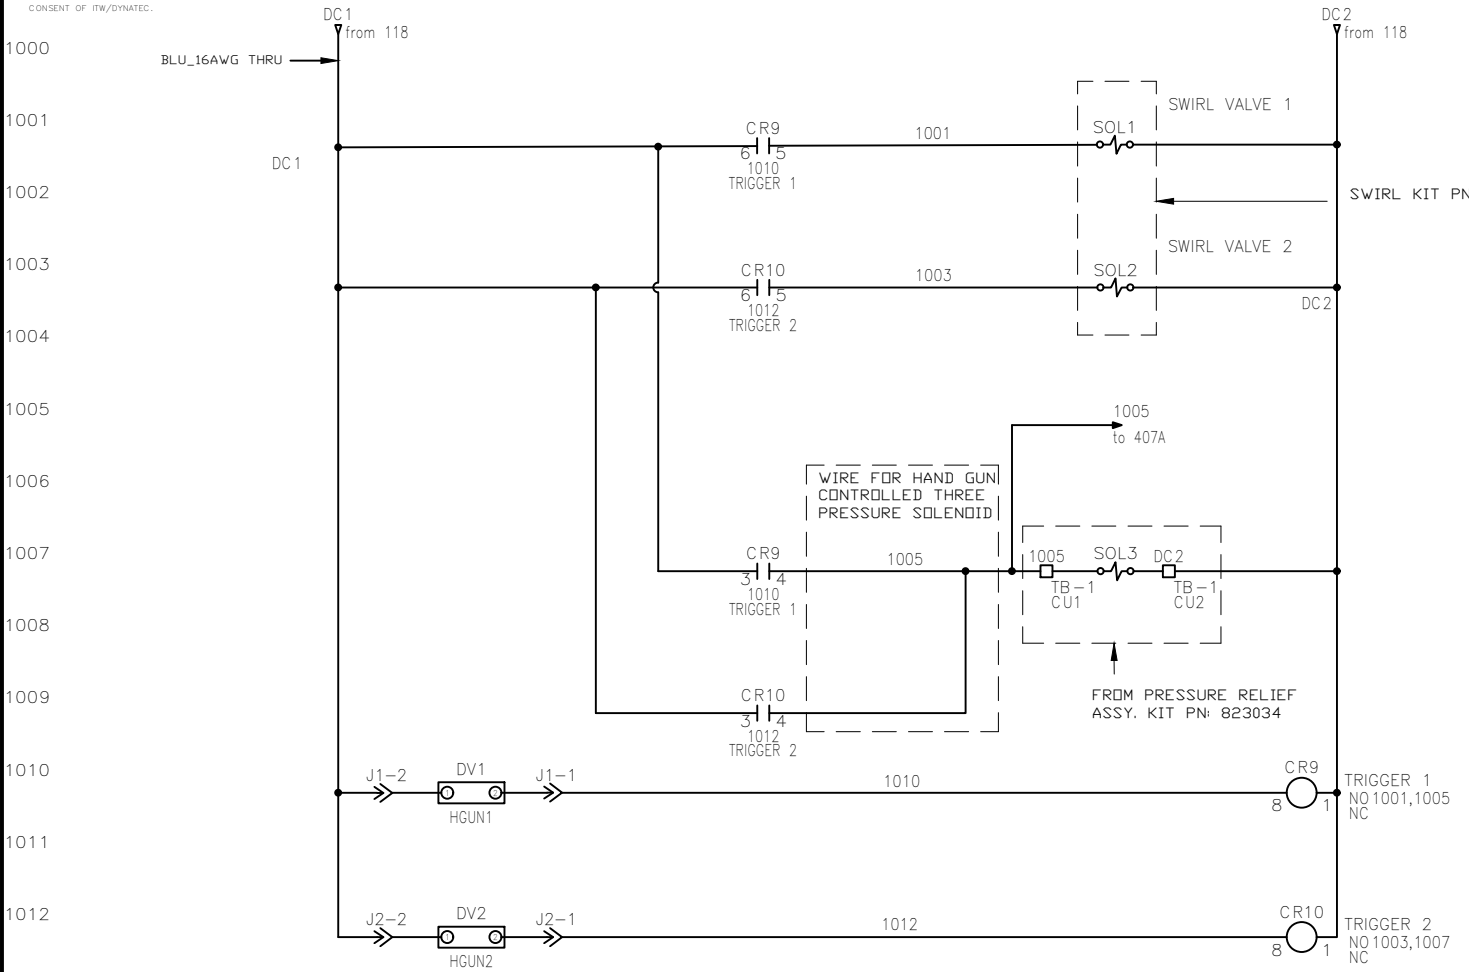 CONSENT OF ITW/DYNATEC.
DC1
from 118
DC2
from 118
1000
BLU_16AWG THRU
SWIRL VALVE 1
1001
CR9
1001
SOL1
6 5
1010
TRIGGER 1
DC1
1002
SWIRL KIT PN
SWIRL VALVE 2
1003
CR10
1003
SOL2
6 5
1012
TRIGGER 2
DC2
1004
1005
1005
to 407A
1006
WIRE FOR HAND GUN
CONTROLLED THREE
PRESSURE SOLENOID
1007
CR9
1005
1005
SOL3
DC2
3 4
1010
TRIGGER 1
TB-1
CU1
TB-1
CU2
1008
1009
CR10
3 4
1012
TRIGGER 2
FROM PRESSURE RELIEF
ASSY. KIT PN: 823034
1010
J1-2
DV1
J1-1
1010
CR9
1 2
HGUN1
8 1
TRIGGER 1
NO1001,1005
NC
1011
1012
J2-2
DV2
J2-1
1012
CR10
1 2
HGUN2
8 1
TRIGGER 2
NO1003,1007
NC